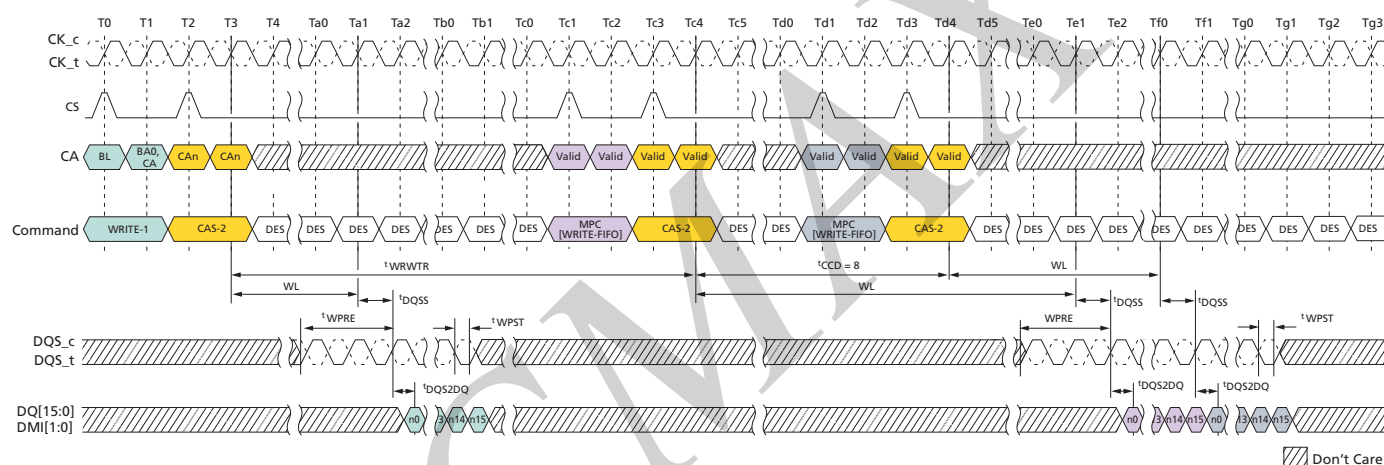 T0 T1 T2 T3 T4 Ta0 Ta1 Ta2 Tb0 Tb1 Tc0 Tc1 Tc2 Tc3 Tc4 Tc5 Td0 Td1 Td2 Td3 Td4 Td5 Te0 Te1 Te2 Tf0 Tf1 Tg0 Tg1 Tg2 Tg3
CK_c
CK_t
CS
CA BL BA0, CA CAn CAn Valid Valid Valid Valid Valid Valid Valid Valid
Command WRITE-1 CAS-2 DES DES DES DES DES DES DES MPC [WRITE-FIFO] CAS-2 DES DES MPC [WRITE-FIFO] CAS-2 DES DES DES DES DES DES DES DES DES DES
tWRWTR tCCD = 8 WL
WL WL
tDQSS tDQSS tDQSS
tWPRE tWPST WPRE tWPST
DQS_c
DQS_t
tDQS2DQ tDQS2DQ tDQS2DQ
DQ[15:0]
DMI[1:0]
n0 3 n14 n15 n0 3 n14 n15 n0 13 n14 n15
Don't Care
CMAX